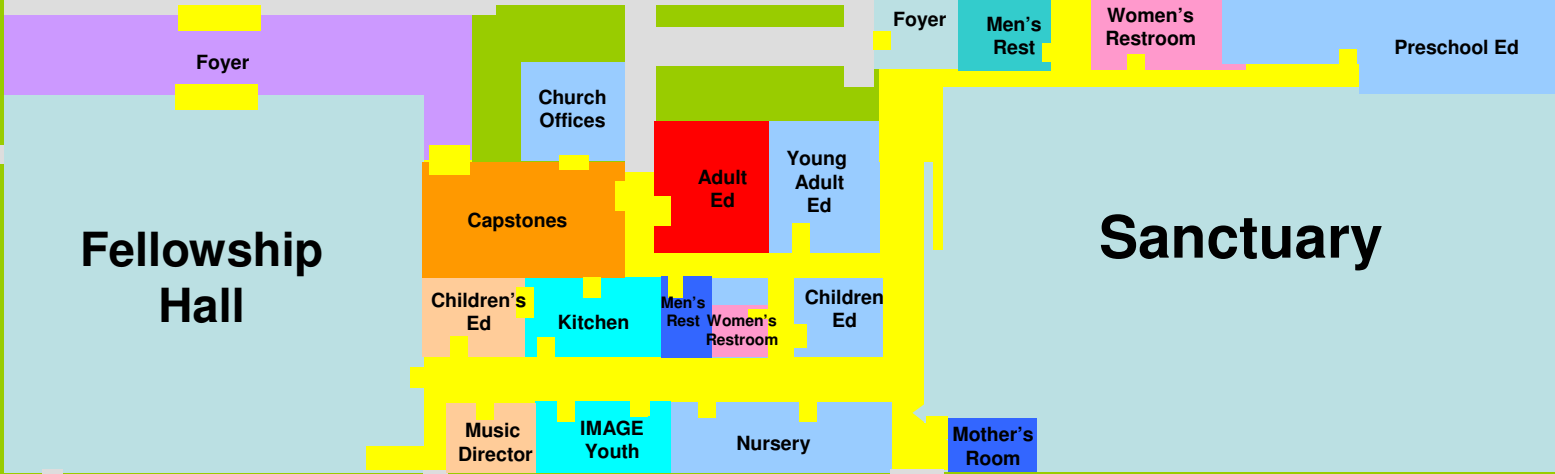 Foyer
Church
Offices
Fellowship
Hall
Capstones
Adult
Ed
Young
Adult
Ed
Foyer
Men's
Rest
Women's
Restroom
Preschool Ed
Sanctuary
Children's
Ed
Kitchen
Men's
Rest
Women's
Restroom
Children
Ed
Music
Director
IMAGE
Youth
Nursery
Mother's
Room